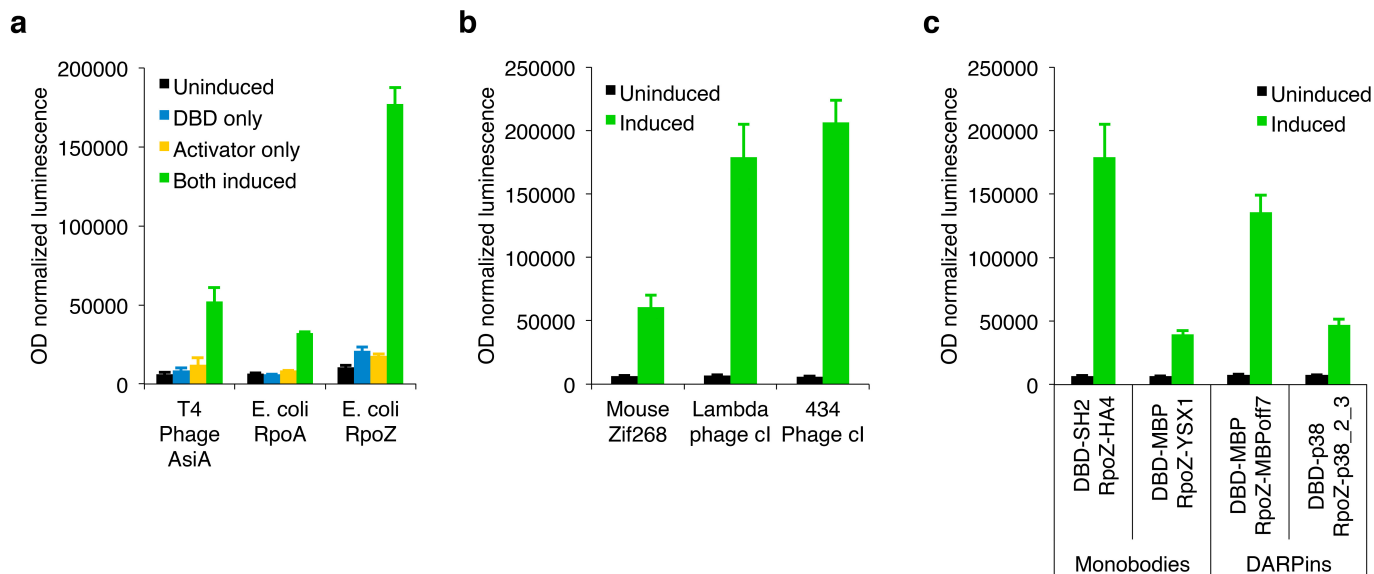 a
OD normalized luminescence
200000
150000
100000
50000
0
Uninduced
DBD only
Activator only
Both induced
T4
Phage
AsiA
E. coli
RpoA
E. coli
RpoZ
b
OD normalized luminescence
250000
200000
150000
100000
50000
0
Uninduced
Induced
Mouse
Zif268
Lambda
phage cI
434
Phage cI
c
OD normalized luminescence
250000
200000
150000
100000
50000
0
Uninduced
Induced
DBD-SH2
RpoZ-HA4
DBD-MBP
RpoZ-YSX1
DBD-MBP
RpoZ-MBPoff7
DBD-p38
RpoZ-p38_2_3
Monobodies
DARPins